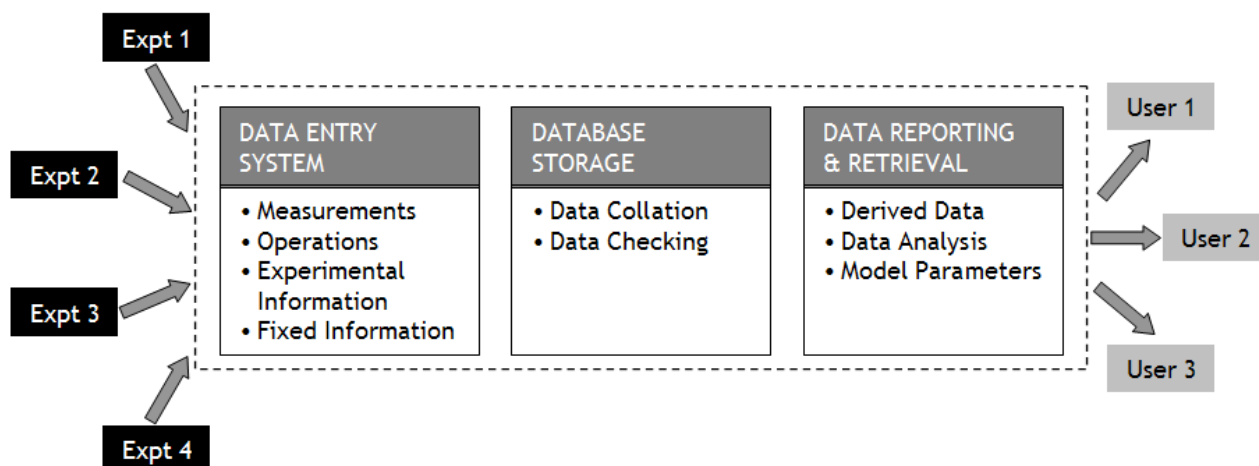 Expt 1
Expt 2
Expt 3
Expt 4
DATA ENTRY
SYSTEM
• Measurements
• Operations
• Experimental
Information
• Fixed Information
DATABASE
STORAGE
• Data Collation
• Data Checking
DATA REPORTING
& RETRIEVAL
• Derived Data
• Data Analysis
• Model Parameters
User 1
User 2
User 3